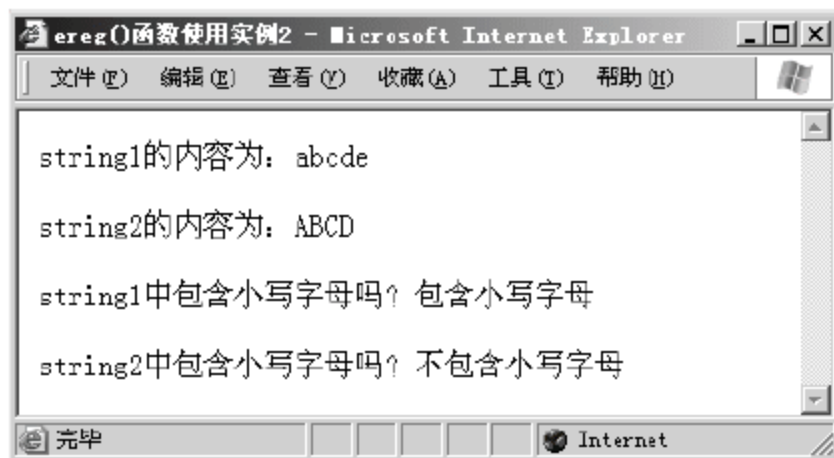 ereg()函数使用实例2 - Microsoft Internet Explorer
文件(F) 编辑(E) 查看(V) 收藏(A) 工具(T) 帮助(H)
string1的内容为：abcde
string2的内容为：ABCD
string1中包含小写字母吗？包含小写字母
string2中包含小写字母吗？不包含小写字母
完毕 Internet